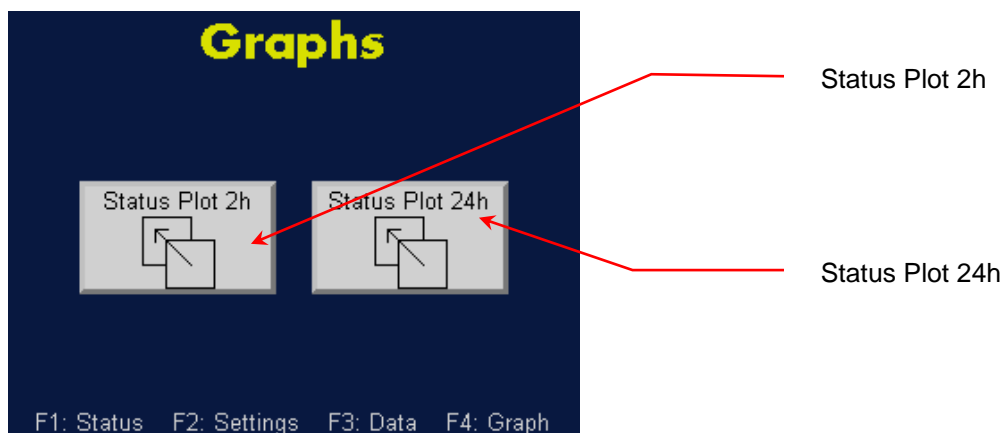 Graphs
Status Plot 2h
Status Plot 2h
Status Plot 24h
Status Plot 24h
F1: Status F2: Settings F3: Data F4: Graph